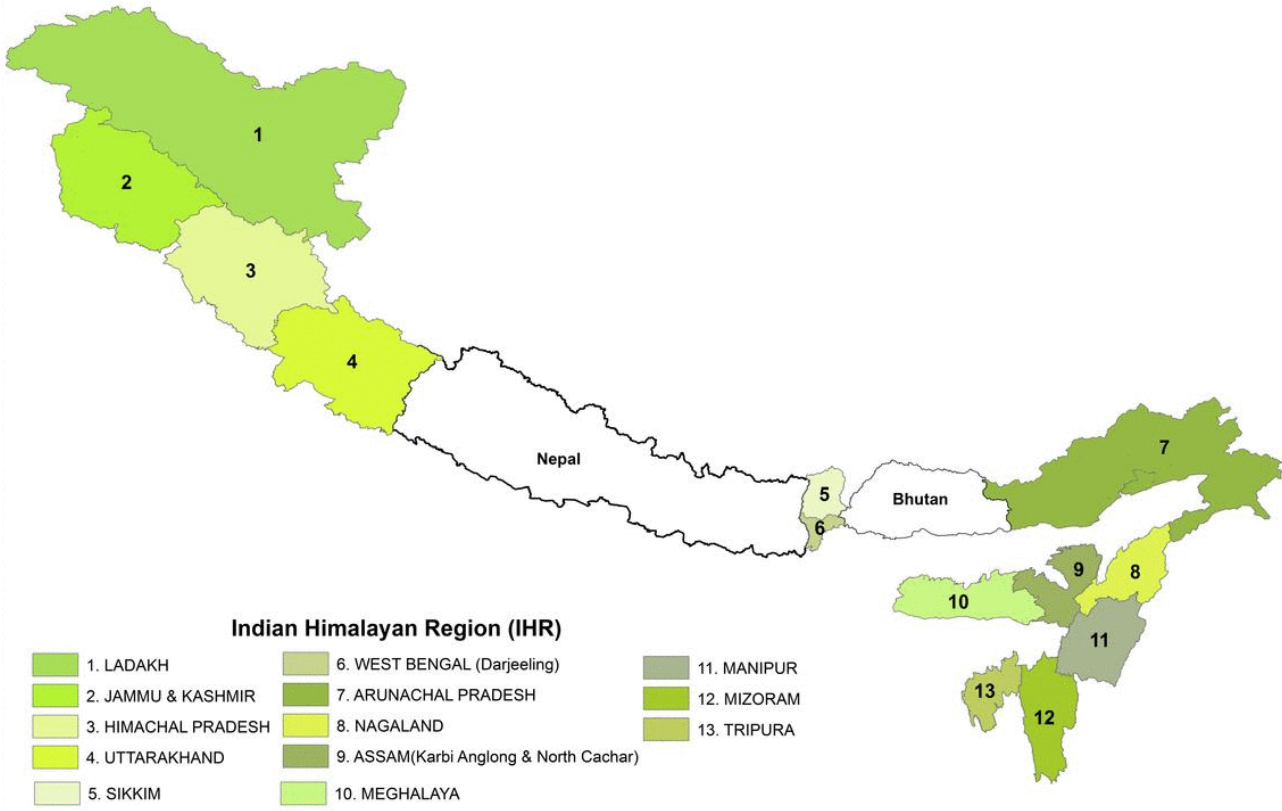 1
2
3
4
Nepal
5
6
Bhutan
7
8
9
10
11
12
13
Indian Himalayan Region (IHR)
1. LADAKH
2. JAMMU & KASHMIR
3. HIMACHAL PRADESH
4. UTTARAKHAND
5. SIKKIM
6. WEST BENGAL (Darjeeling)
7. ARUNACHAL PRADESH
8. NAGALAND
9. ASSAM(Karbi Anglong & North Cachar)
10. MEGHALAYA
11. MANIPUR
12. MIZORAM
13. TRIPURA